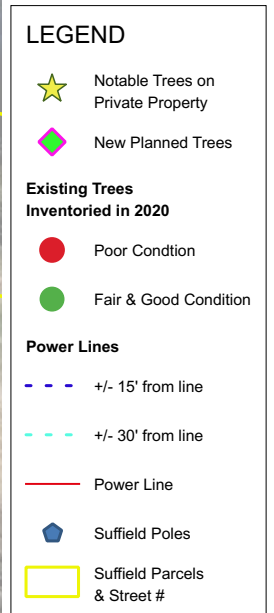 LEGEND
Notable Trees on
Private Property
New Planned Trees
Existing Trees
Inventoried in 2020
Poor Condtion
Fair & Good Condition
Power Lines
+/- 15' from line
+/- 30' from line
Power Line
Suffield Poles
Suffield Parcels
& Street #